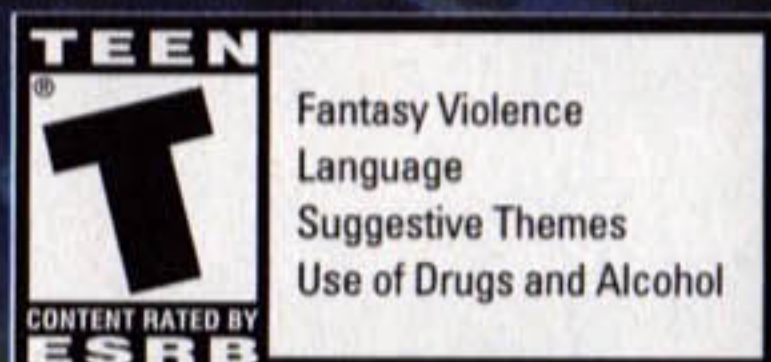 TEEN
®
T
CONTENT RATED BY
ESRB
Fantasy Violence
Language
Suggestive Themes
Use of Drugs and Alcohol